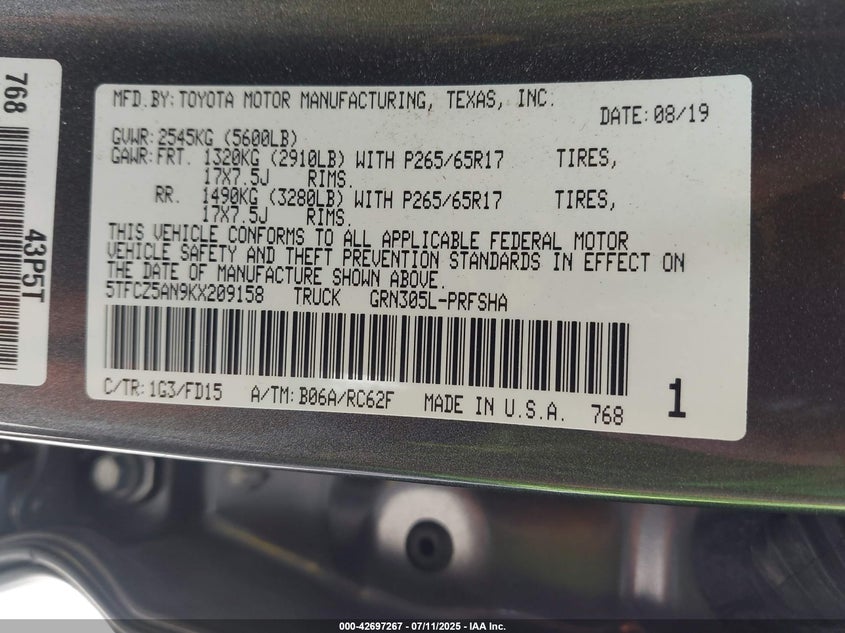 MFD.BY:TOYOTA MOTOR MANUFACTURING, TEXAS, INC.
DATE:08/19
GVWR:2545KG (5600LB)
GAWR:FRT. 1320KG (2910LB) WITH P265/65R17 TIRES,
17X7.5J RIMS.
RR. 1490KG (3280LB) WITH P265/65R17 TIRES,
17X7.5J RIMS.
THIS VEHICLE CONFORMS TO ALL APPLICABLE FEDERAL MOTOR
VEHICLE SAFETY AND THEFT PREVENTION STANDARDS IN EFFECT ON
THE DATE OF MANUFACTURE SHOWN ABOVE.
5TFCZ5AN9KX209158 TRUCK GRN305L-PRFSHA
C/TR:1G3/FD15 A/TM:B06A/RC62F MADE IN U.S.A. 768 1
768
43P5T
000-42697267 - 07/11/2025 - IAA Inc.